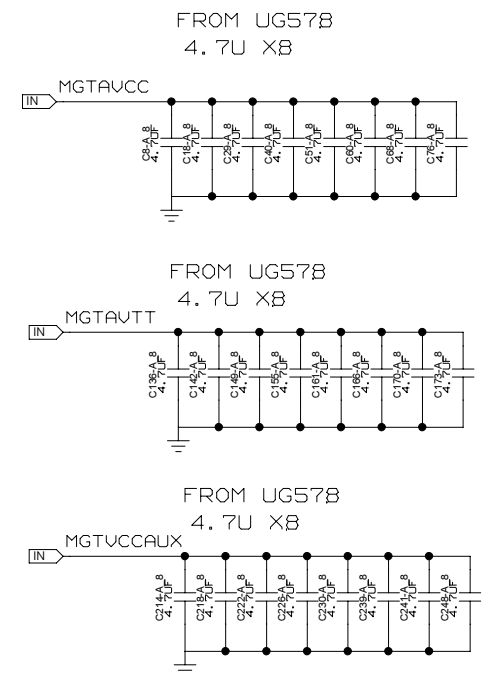 FROM UG578
4.7U X8
IN
MGTAVCC
C8-A_8
4.7UF
C18-A_8
4.7UF
C29-A_8
4.7UF
C40-A_8
4.7UF
C51-A_8
4.7UF
C60-A_8
4.7UF
C68-A_8
4.7UF
C76-A_8
4.7UF
FROM UG578
4.7U X8
IN
MGTAVTT
C136-A_8
4.7UF
C142-A_8
4.7UF
C149-A_8
4.7UF
C155-A_8
4.7UF
C161-A_8
4.7UF
C166-A_8
4.7UF
C170-A_8
4.7UF
C173-A_8
4.7UF
FROM UG578
4.7U X8
IN
MGTVCCAUX
C214-A_8
4.7UF
C218-A_8
4.7UF
C222-A_8
4.7UF
C226-A_8
4.7UF
C230-A_8
4.7UF
C239-A_8
4.7UF
C241-A_8
4.7UF
C248-A_8
4.7UF